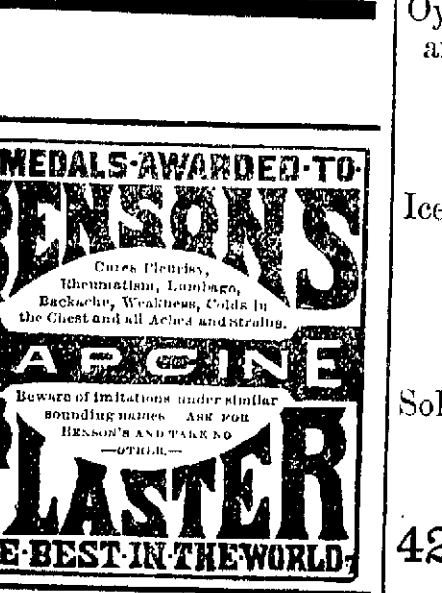 MEDALS·AWARDED·TO·
BENSON'S
Cures Pleurisy,
Rheumatism, Lumbago,
Backache, Weakness, Colds in
the Chest and all Aches and Strains.
APCINE
Beware of imitations under similar
sounding names. ASK FOR
BENSON'S AND TAKE NO
—OTHER.—
LASTER
E·BEST·IN·THE·WORLD·
Oy
a
Ice
Sol
42